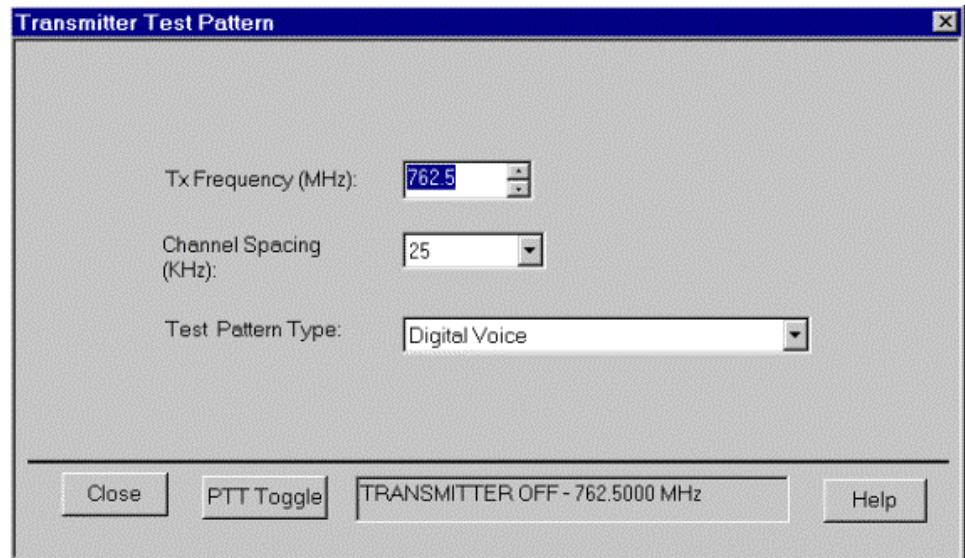 Transmitter Test Pattern
Tx Frequency (MHz):
762.5
Channel Spacing
(KHz):
25
Test Pattern Type:
Digital Voice
Close
PTT Toggle
TRANSMITTER OFF - 762.5000 MHz
Help